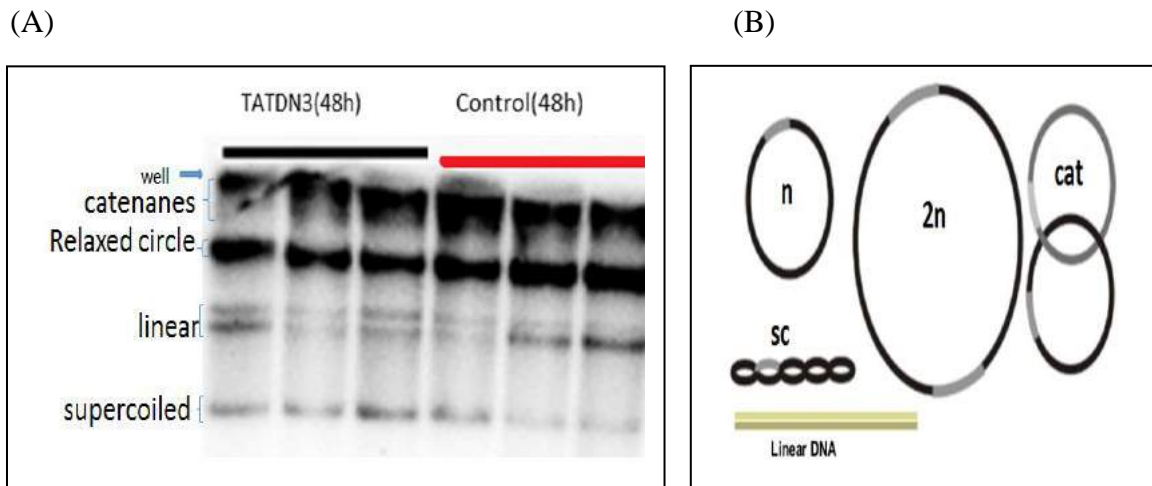 (A)
(B)
TATDN3(48h) Control(48h)
well
catenanes
Relaxed circle
linear
supercoiled
n
2n
cat
sc
Linear DNA